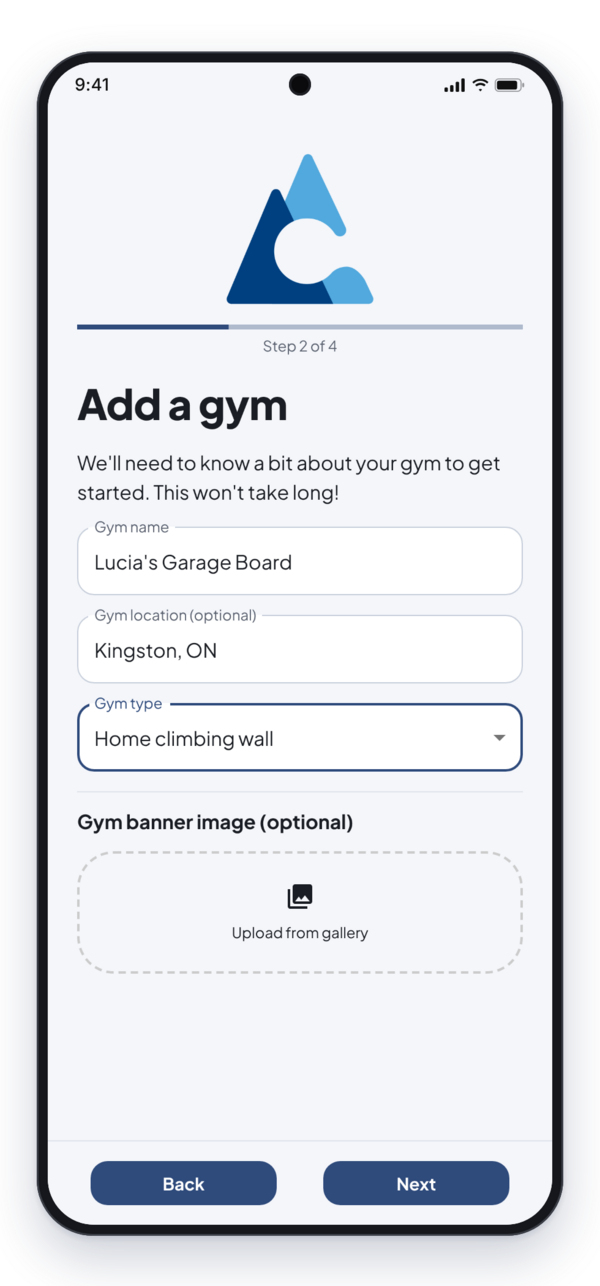 9:41
Step 2 of 4
Add a gym
We'll need to know a bit about your gym to get
started. This won't take long!
Gym name
Lucia's Garage Board
Gym location (optional)
Kingston, ON
Gym type
Home climbing wall
Gym banner image (optional)
Upload from gallery
Back
Next